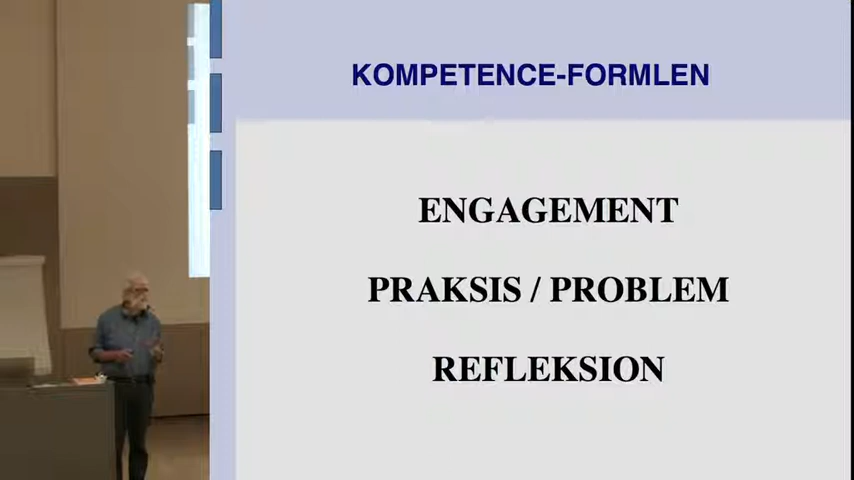 KOMPETENCE-FORMLEN
ENGAGEMENT
PRAKSIS / PROBLEM
REFLEKSION